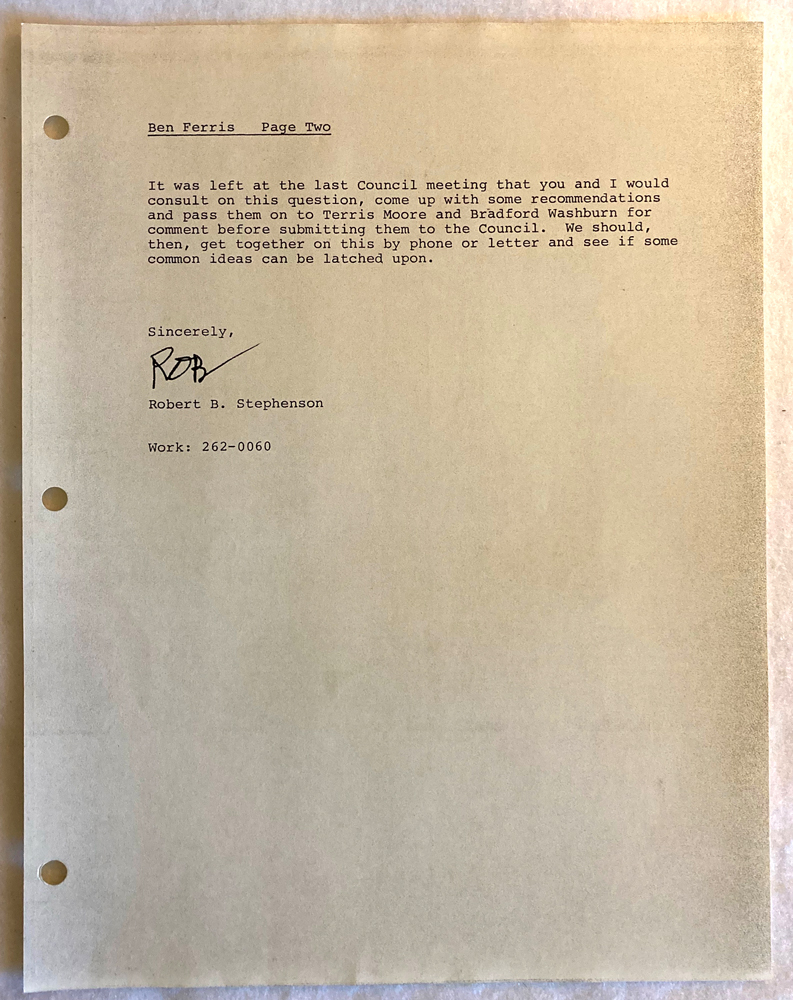 Ben Ferris   Page Two
It was left at the last Council meeting that you and I would
consult on this question, come up with some recommendations
and pass them on to Terris Moore and Bradford Washburn for
comment before submitting them to the Council.  We should,
then, get together on this by phone or letter and see if some
common ideas can be latched upon.
Sincerely,
ROB
Robert B. Stephenson
Work: 262-0060